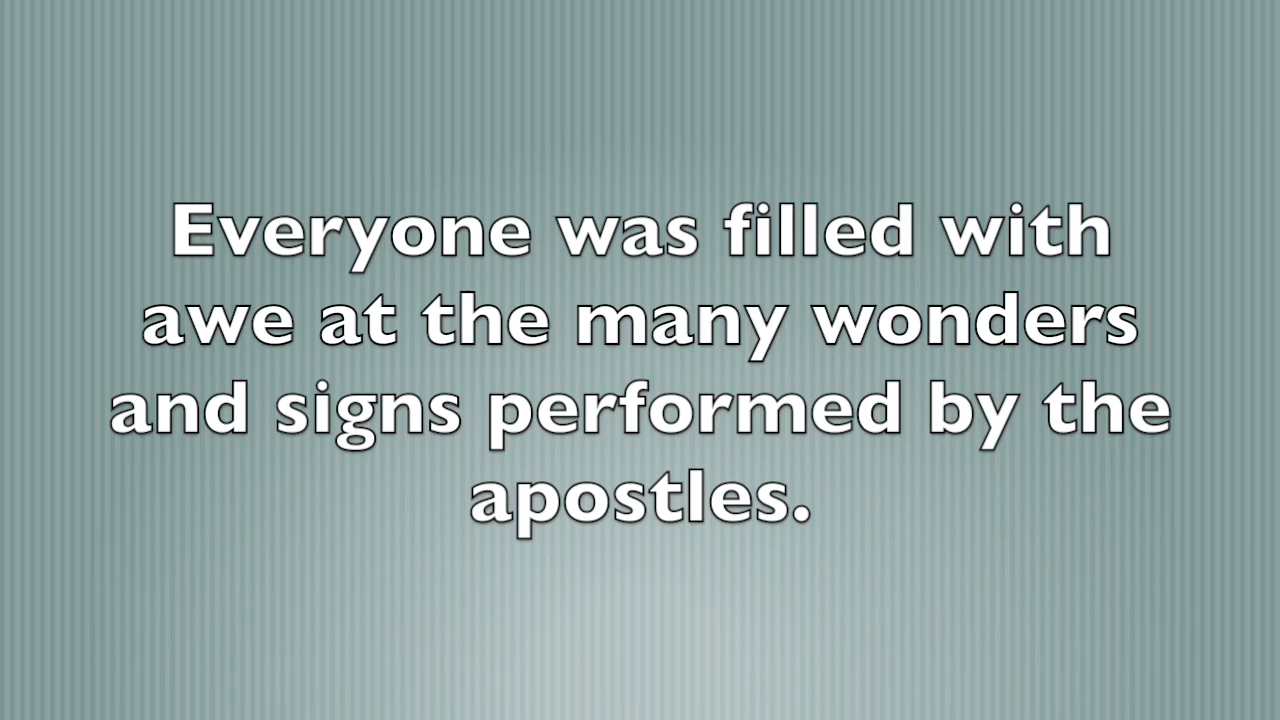 Everyone was filled with
awe at the many wonders
and signs performed by the
apostles.